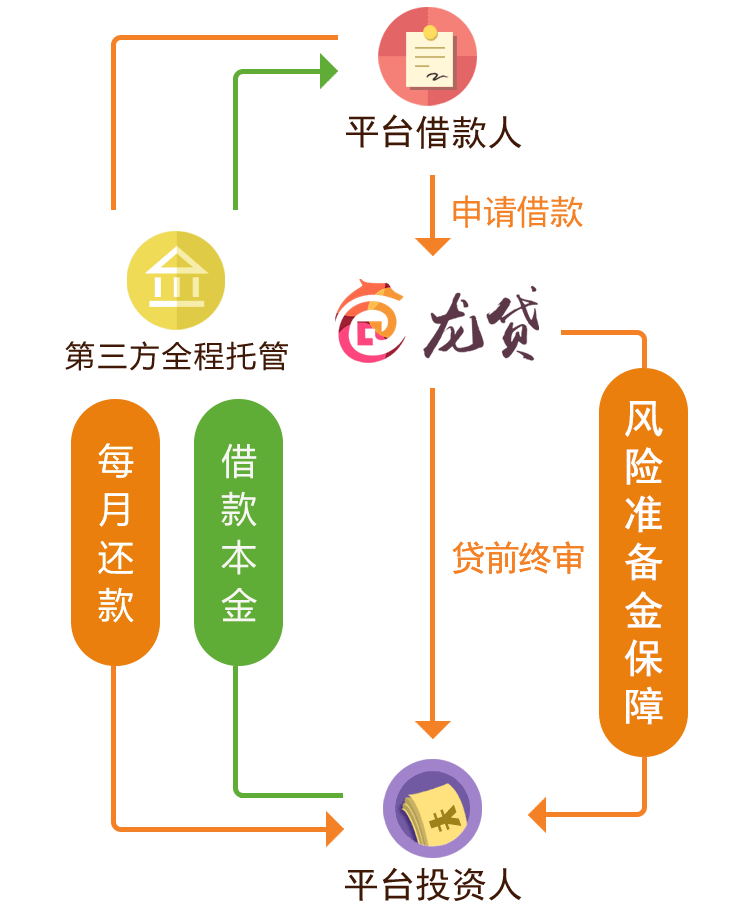 平台借款人
申请借款
龙贷
第三方全程托管
每月还款
借款本金
贷前终审
风险准备金保障
平台投资人